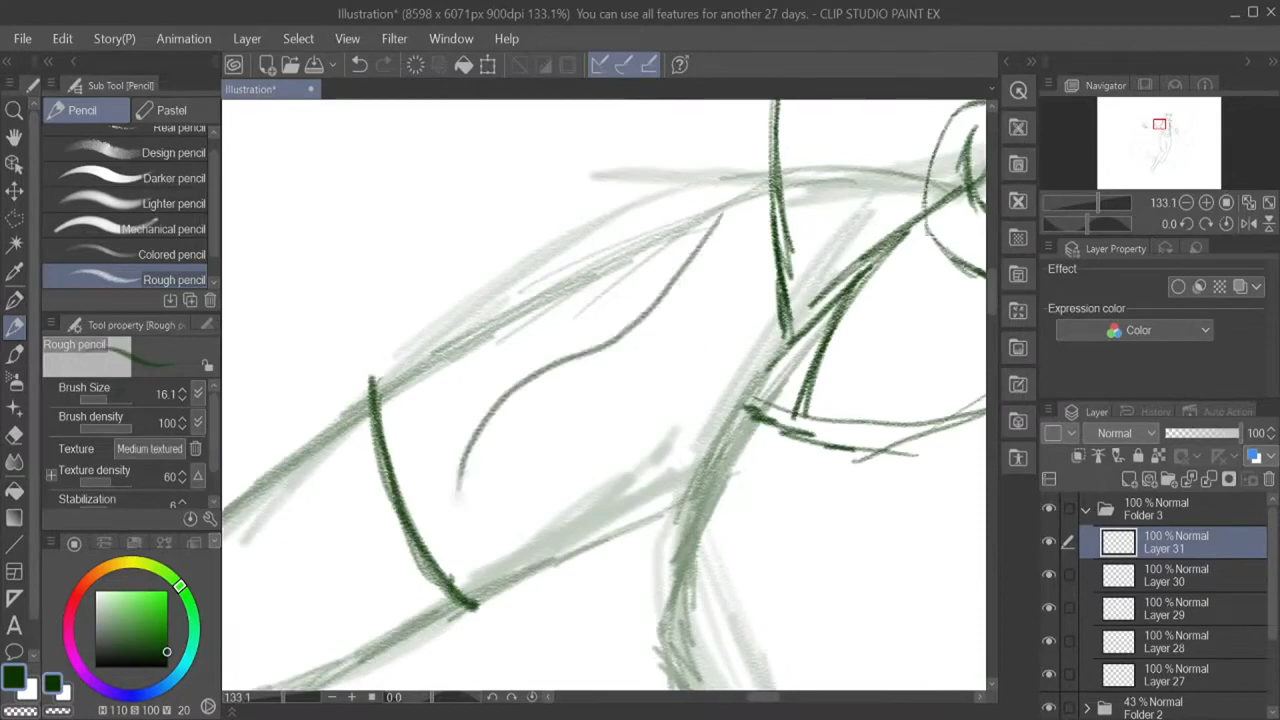 Illustration* (8598 x 6071px 900dpi 133.1%) You can use all features for another 27 days. - CLIP STUDIO PAINT EX
File Edit Story(P) Animation Layer Select Filter Window Help
Sub Tool [Pencil]
Pencil Pastel
Real pencil
Design pencil
Darker pencil
Lighter pencil
Mechanical pencil
Colored pencil
Rough pencil
Tool property [Rough p
Rough pencil
Brush Size 16.1
Brush density 100
Texture Medium textured
Texture density 60
Stabilization 6
H 110 S 100 V 20
Illustration*
133.1 0.0
Navigator
133.1
0.0
Layer Property
Effect
Expression color
Color
Layer History Auto Action
Normal 100
100 % Normal
Folder 3
100 % Normal
Layer 31
100 % Normal
Layer 30
100 % Normal
Layer 29
100 % Normal
Layer 28
100 % Normal
Layer 27
43 % Normal
Folder 2